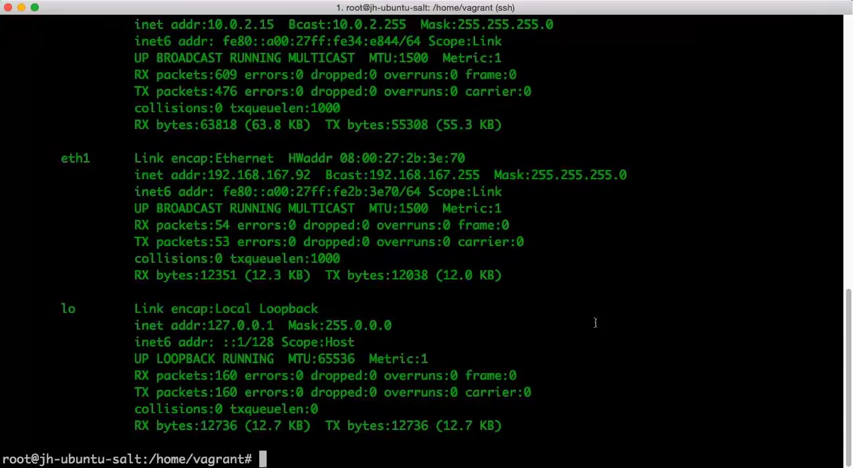 1. root@jh-ubuntu-salt: /home/vagrant (ssh)
inet addr:10.0.2.15  Bcast:10.0.2.255  Mask:255.255.255.0
inet6 addr: fe80::a00:27ff:fe34:e844/64 Scope:Link
UP BROADCAST RUNNING MULTICAST  MTU:1500  Metric:1
RX packets:609 errors:0 dropped:0 overruns:0 frame:0
TX packets:476 errors:0 dropped:0 overruns:0 carrier:0
collisions:0 txqueuelen:1000
RX bytes:63818 (63.8 KB)  TX bytes:55308 (55.3 KB)
eth1      Link encap:Ethernet  HWaddr 08:00:27:2b:3e:70
inet addr:192.168.167.92  Bcast:192.168.167.255  Mask:255.255.255.0
inet6 addr: fe80::a00:27ff:fe2b:3e70/64 Scope:Link
UP BROADCAST RUNNING MULTICAST  MTU:1500  Metric:1
RX packets:54 errors:0 dropped:0 overruns:0 frame:0
TX packets:53 errors:0 dropped:0 overruns:0 carrier:0
collisions:0 txqueuelen:1000
RX bytes:12351 (12.3 KB)  TX bytes:12038 (12.0 KB)
lo        Link encap:Local Loopback
inet addr:127.0.0.1  Mask:255.0.0.0
inet6 addr: ::1/128 Scope:Host
UP LOOPBACK RUNNING  MTU:65536  Metric:1
RX packets:160 errors:0 dropped:0 overruns:0 frame:0
TX packets:160 errors:0 dropped:0 overruns:0 carrier:0
collisions:0 txqueuelen:0
RX bytes:12736 (12.7 KB)  TX bytes:12736 (12.7 KB)
root@jh-ubuntu-salt:/home/vagrant#